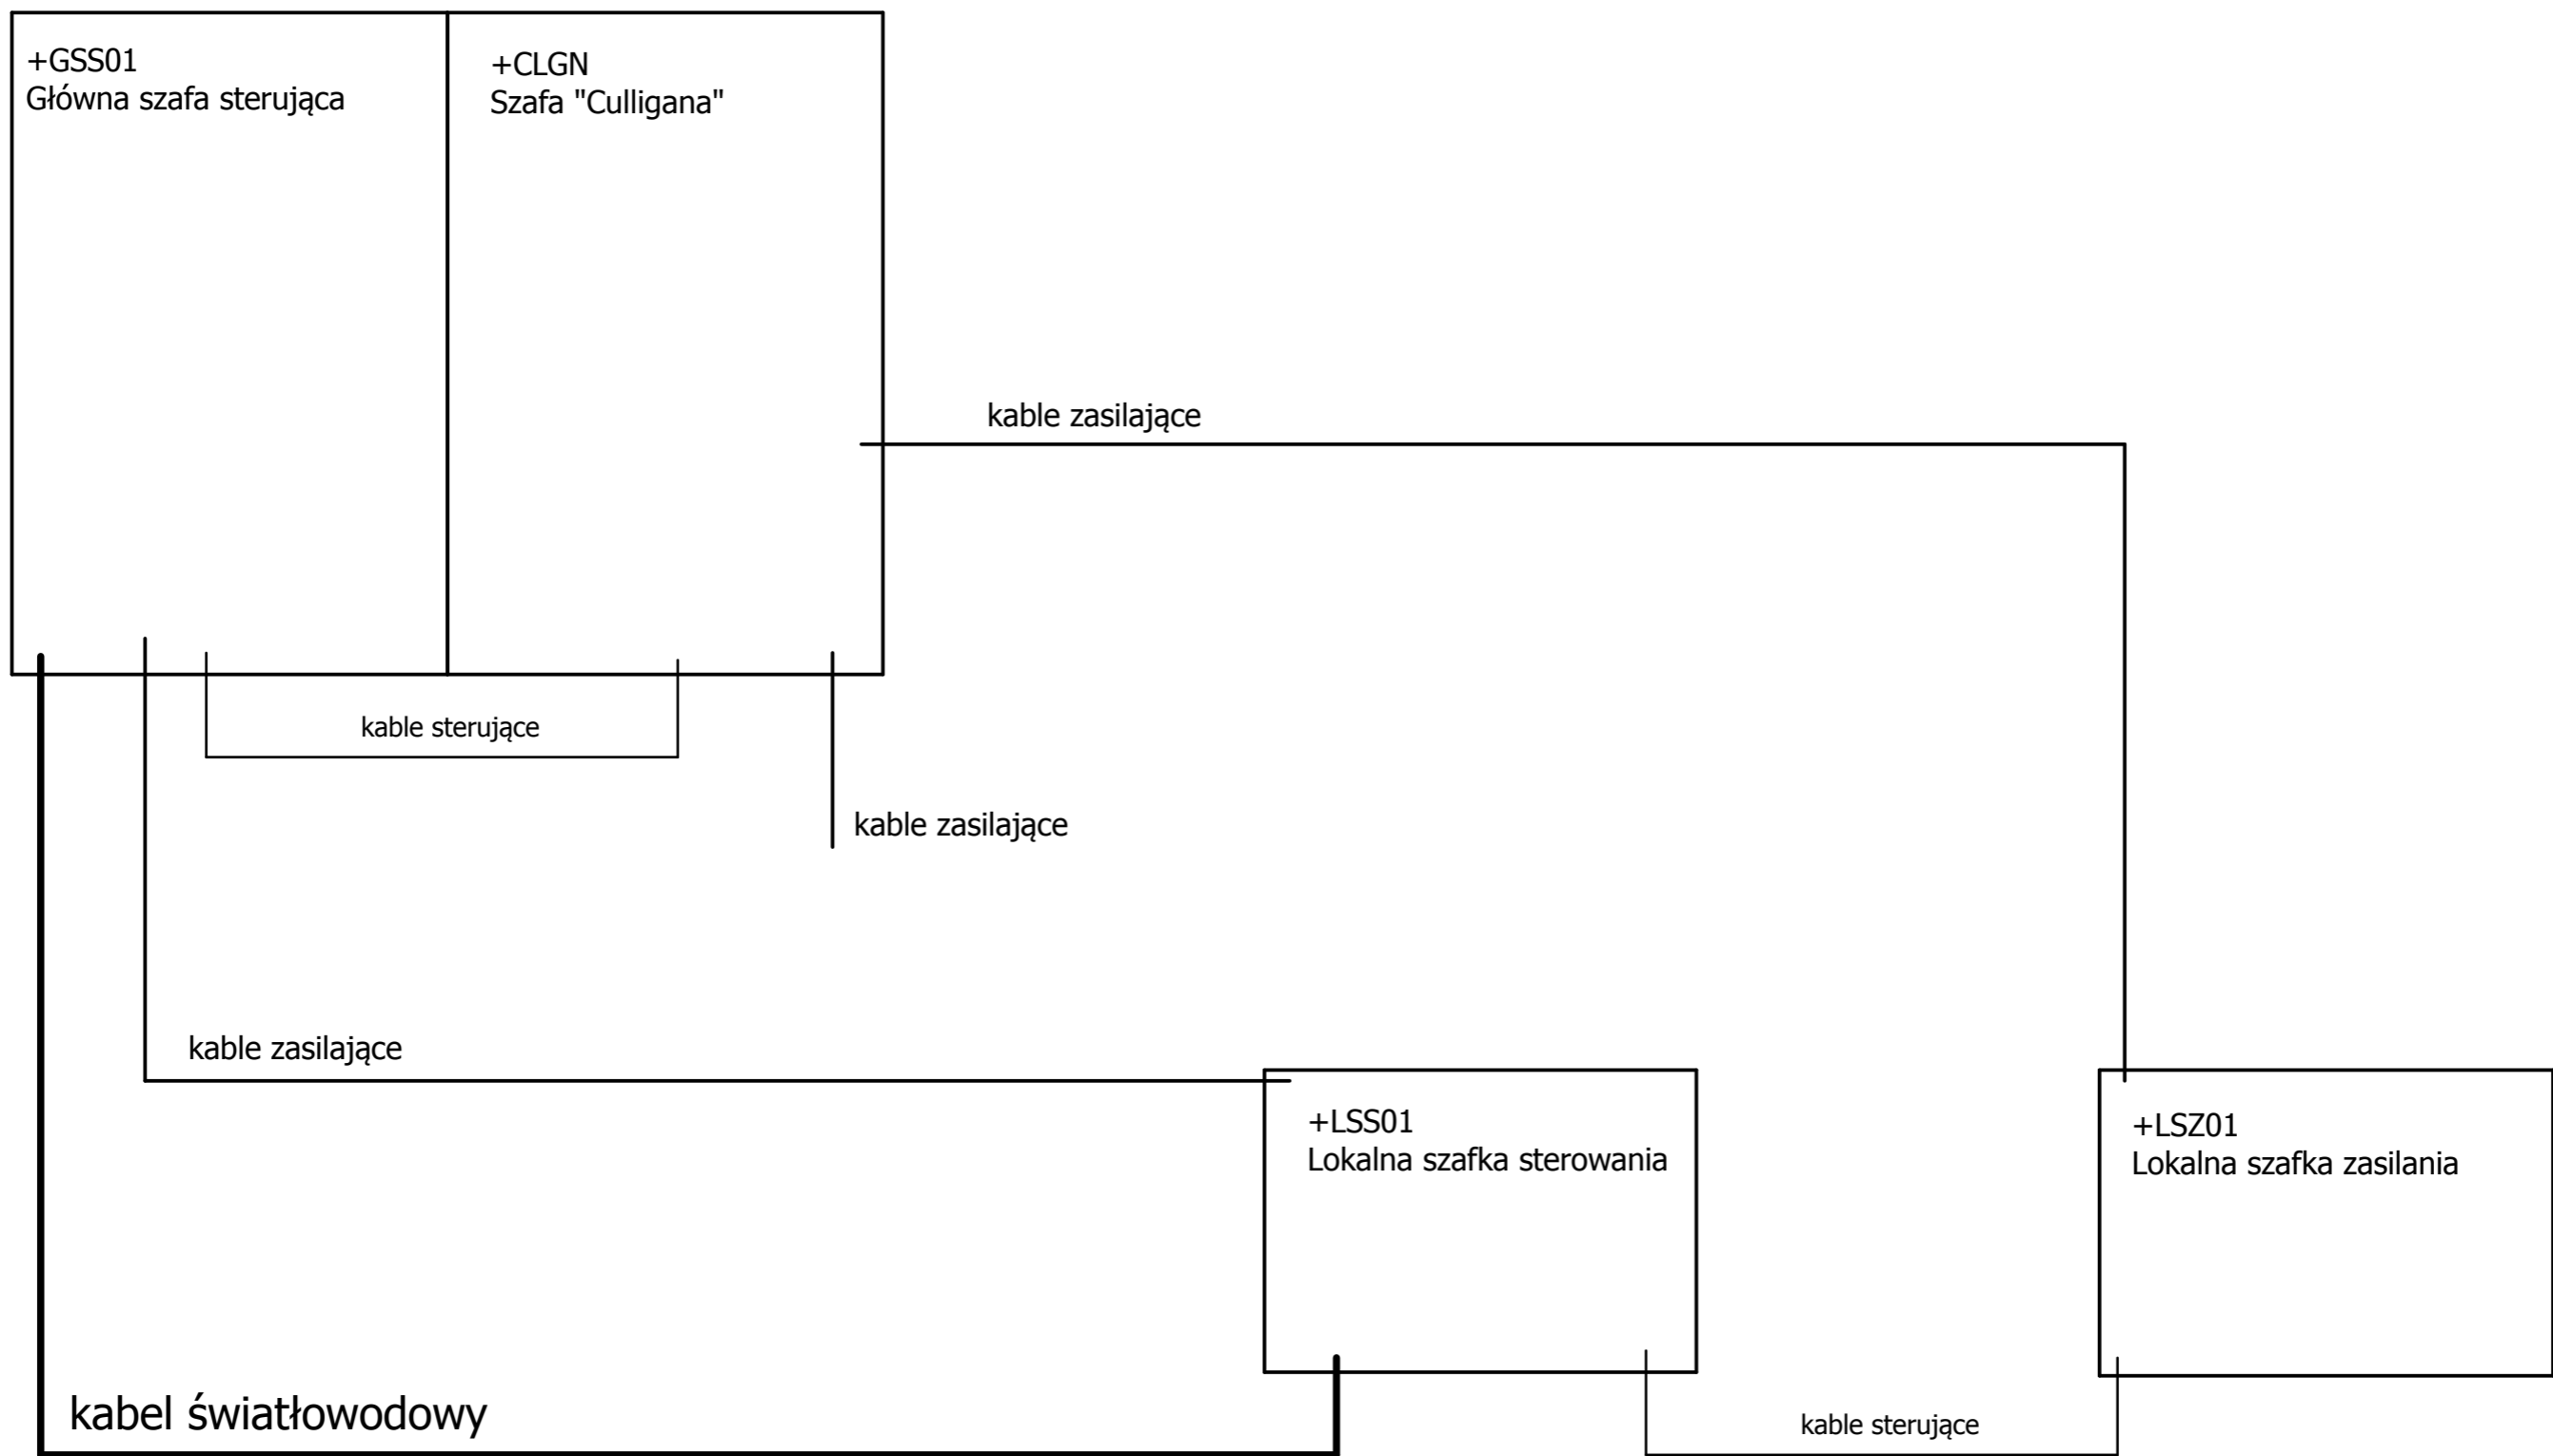 +GSS01
Główna szafa sterująca
+CLGN
Szafa "Culligana"
kable zasilające
kable sterujące
kable zasilające
kable zasilające
+LSS01
Lokalna szafka sterowania
+LSZ01
Lokalna szafka zasilania
kabel światłowodowy
kable sterujące